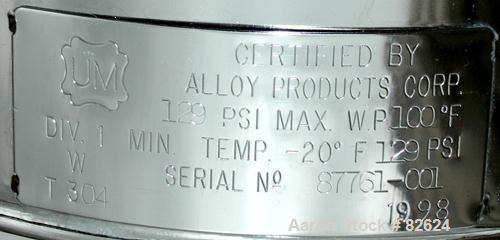 UM
CERTIFIED BY
ALLOY PRODUCTS CORP.
129 PSI MAX. W.P. 100 °F
DIV. 1 MIN. TEMP. -20° F 129 PSI
W
T 304
SERIAL Nº 87761-001
1998
Aaron Stock # 82624